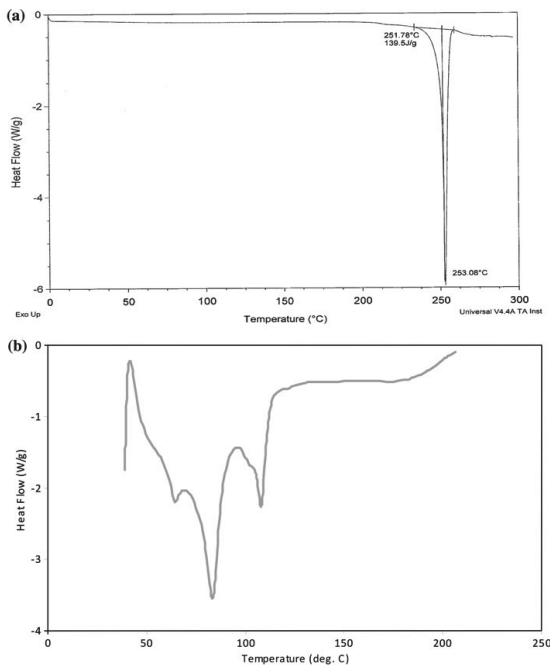 (a)
0
-2
-4
-6
Heat Flow (W/g)
251.78°C
139.5J/g
253.08°C
0 50 100 150 200 250 300
Exo Up
Temperature (°C)
Universal V4.4A TA Inst
(b)
0
-1
-2
-3
-4
Heat Flow (W/g)
0 50 100 150 200 250
Temperature (deg. C)